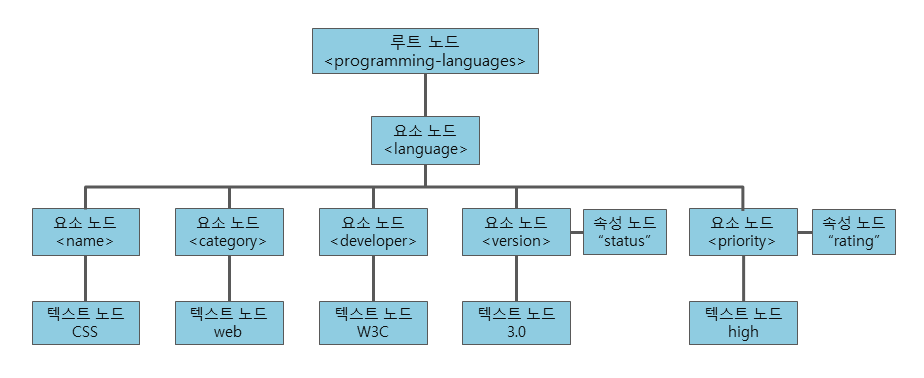 루트 노드
<programming-languages>
요소 노드
<language>
요소 노드
<name>
요소 노드
<category>
요소 노드
<developer>
요소 노드
<version>
속성 노드
“status”
요소 노드
<priority>
속성 노드
“rating”
텍스트 노드
CSS
텍스트 노드
web
텍스트 노드
W3C
텍스트 노드
3.0
텍스트 노드
high